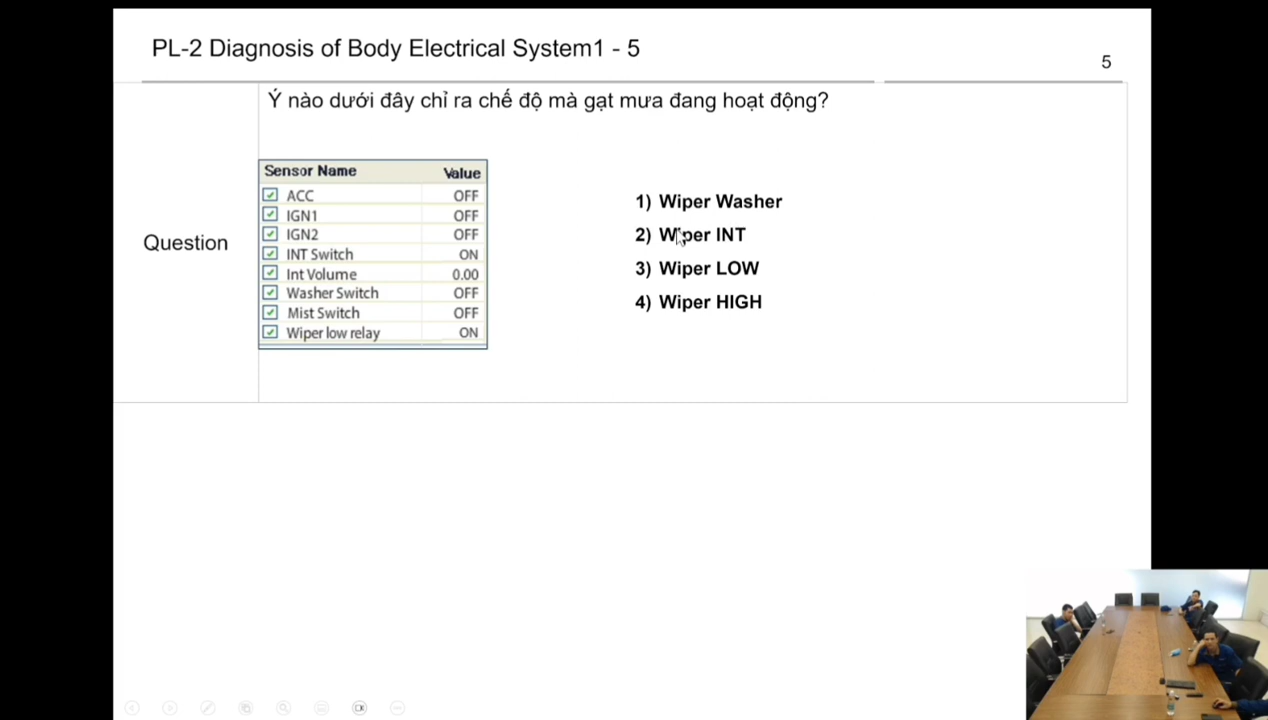 PL-2 Diagnosis of Body Electrical System1 - 5
5
Ý nào dưới đây chỉ ra chế độ mà gạt mưa đang hoạt động?
Question
Sensor Name Value
ACC OFF
IGN1 OFF
IGN2 OFF
INT Switch ON
Int Volume 0.00
Washer Switch OFF
Mist Switch OFF
Wiper low relay ON
1) Wiper Washer
2) Wiper INT
3) Wiper LOW
4) Wiper HIGH